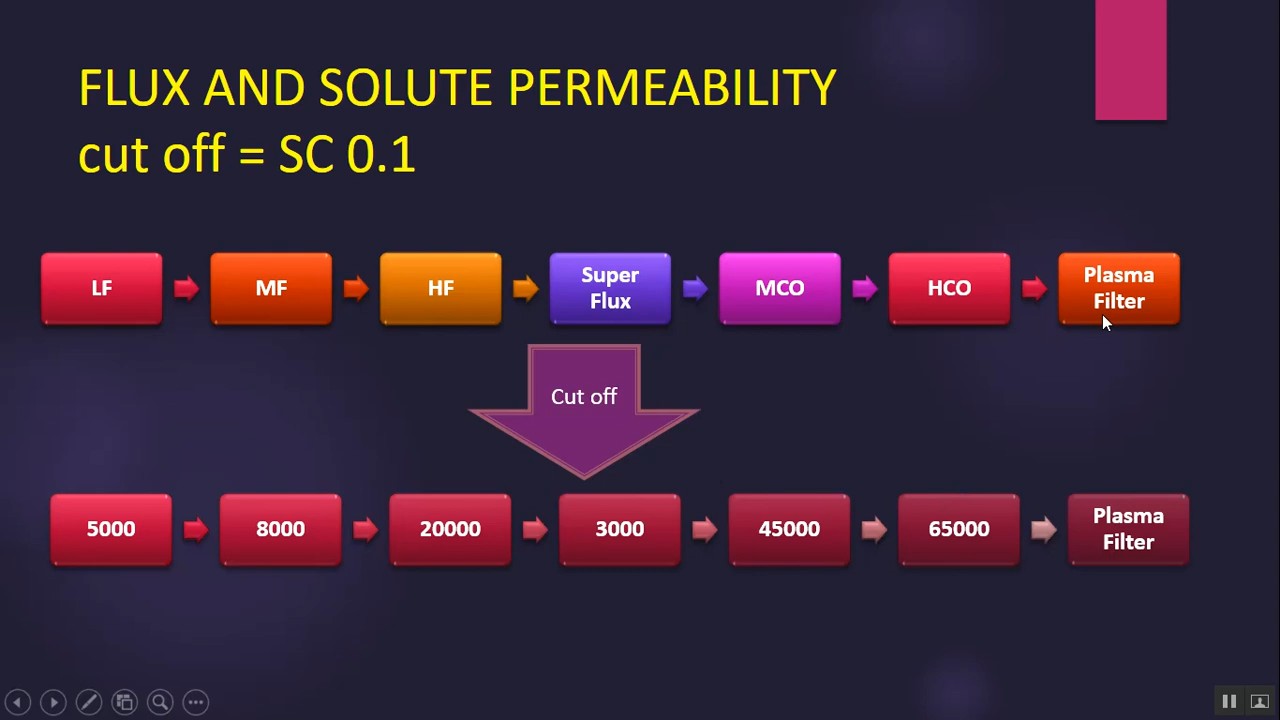 FLUX AND SOLUTE PERMEABILITY
cut off = SC 0.1
LF
MF
HF
Super
Flux
MCO
HCO
Plasma
Filter
Cut off
5000
8000
20000
3000
45000
65000
Plasma
Filter